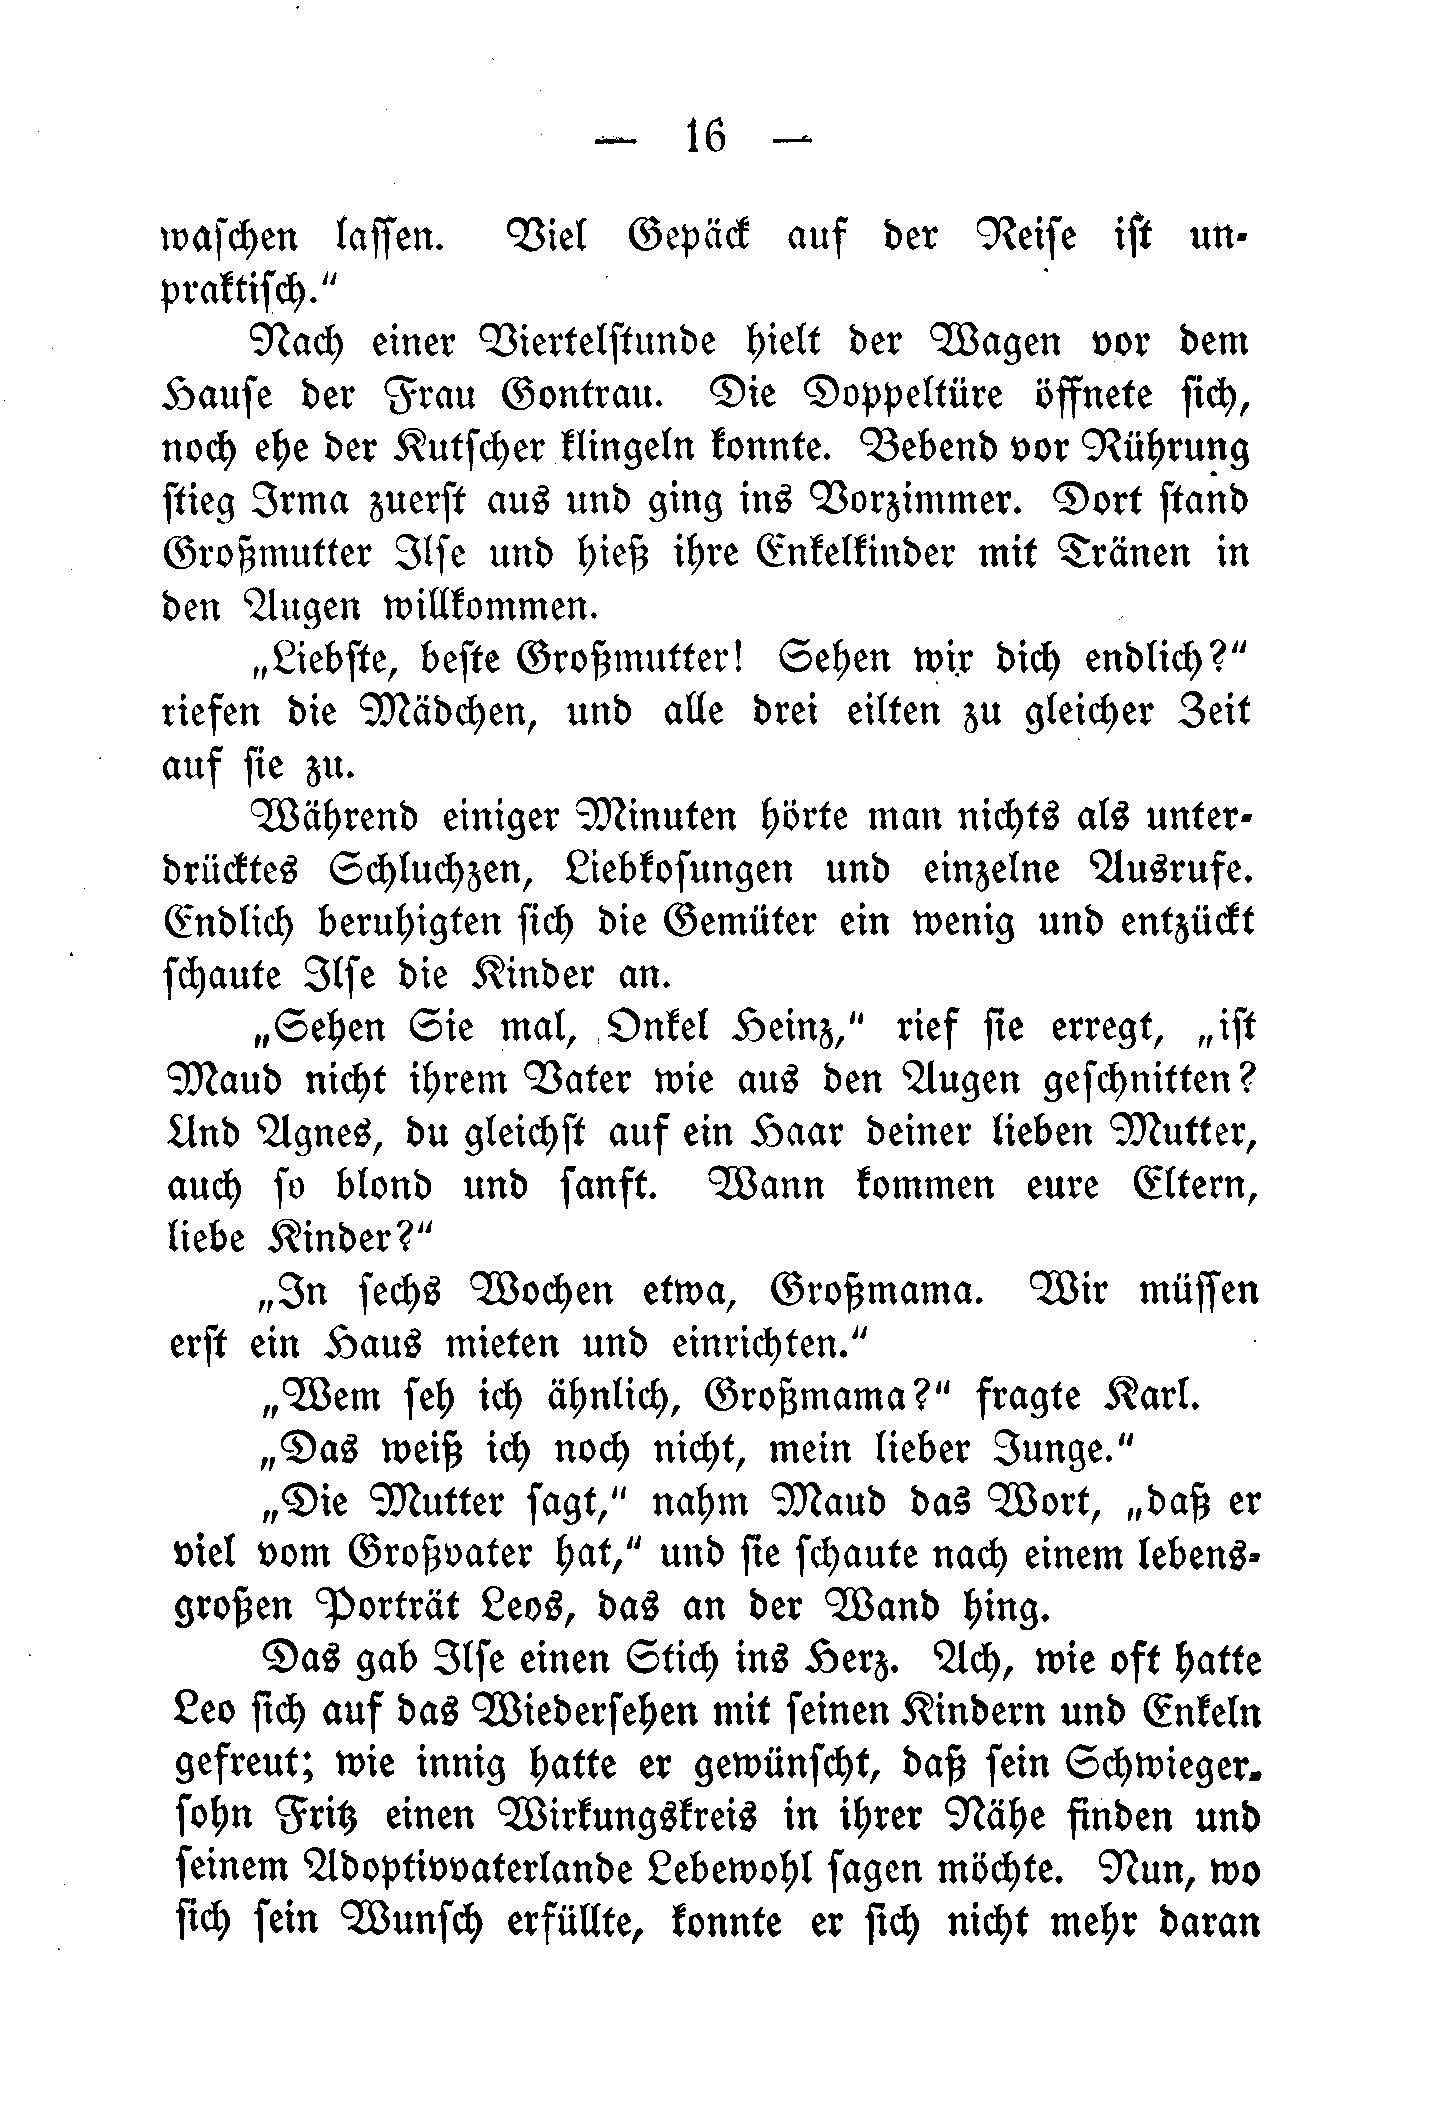 — 16 —
waschen lassen. Viel Gepäck auf der Reise ist un-
praktisch.“
Nach einer Viertelstunde hielt der Wagen vor dem
Hause der Frau Gontrau. Die Doppeltüre öffnete sich,
noch ehe der Kutscher klingeln konnte. Bebend vor Rührung
stieg Irma zuerst aus und ging ins Vorzimmer. Dort stand
Großmutter Ilse und hieß ihre Enkelkinder mit Tränen in
den Augen willkommen.
„Liebste, beste Großmutter! Sehen wir dich endlich?“
riefen die Mädchen, und alle drei eilten zu gleicher Zeit
auf sie zu.
Während einiger Minuten hörte man nichts als unter-
drücktes Schluchzen, Liebkosungen und einzelne Ausrufe.
Endlich beruhigten sich die Gemüter ein wenig und entzückt
schaute Ilse die Kinder an.
„Sehen Sie mal, Onkel Heinz,“ rief sie erregt, „ist
Maud nicht ihrem Vater wie aus den Augen geschnitten?
Und Agnes, du gleichst auf ein Haar deiner lieben Mutter,
auch so blond und sanft. Wann kommen eure Eltern,
liebe Kinder?“
„In sechs Wochen etwa, Großmama. Wir müssen
erst ein Haus mieten und einrichten.“
„Wem seh ich ähnlich, Großmama?“ fragte Karl.
„Das weiß ich noch nicht, mein lieber Junge.“
„Die Mutter sagt,“ nahm Maud das Wort, „daß er
viel vom Großvater hat,“ und sie schaute nach einem lebens-
großen Porträt Leos, das an der Wand hing.
Das gab Ilse einen Stich ins Herz. Ach, wie oft hatte
Leo sich auf das Wiedersehen mit seinen Kindern und Enkeln
gefreut; wie innig hatte er gewünscht, daß sein Schwieger-
sohn Fritz einen Wirkungskreis in ihrer Nähe finden und
seinem Adoptivvaterlande Lebewohl sagen möchte. Nun, wo
sich sein Wunsch erfüllte, konnte er sich nicht mehr daran